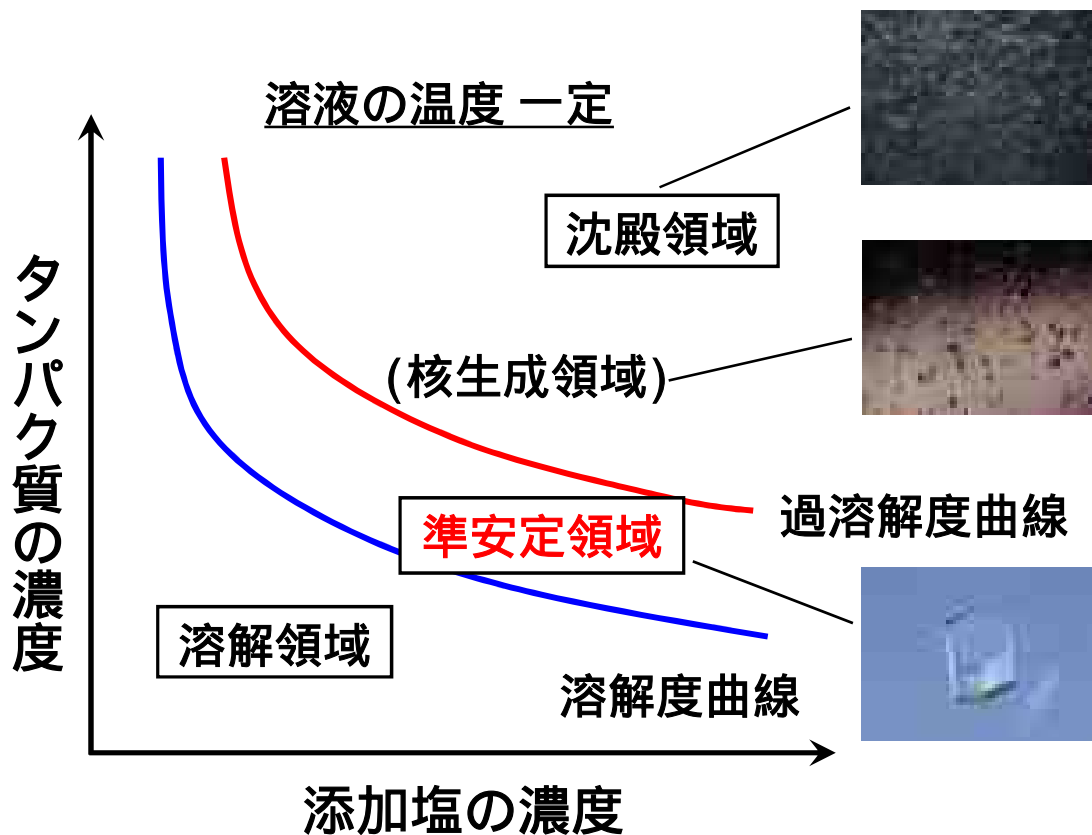 溶液の温度 一定
沈殿領域
タンパク質の濃度
(核生成領域)
過溶解度曲線
準安定領域
溶解領域
溶解度曲線
添加塩の濃度